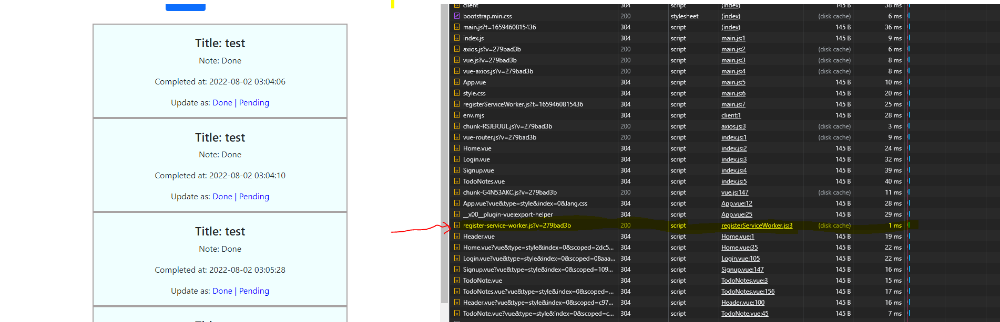 Title: test
Note: Done
Completed at: 2022-08-02 03:04:06
Update as: Done | Pending
Title: test
Note: Done
Completed at: 2022-08-02 03:04:10
Update as: Done | Pending
Title: test
Note: Done
Completed at: 2022-08-02 03:05:28
Update as: Done | Pending
client 304 script (index) 145 B 38 ms
bootstrap.min.css 200 stylesheet (index) (disk cache) 6 ms
main.js?t=1659460815436 304 script (index) 145 B 36 ms
index.js 304 script main.js:1 145 B 9 ms
axios.js?v=279bad3b 200 script main.js:2 (disk cache) 6 ms
vue.js?v=279bad3b 200 script main.js:3 (disk cache) 8 ms
vue-axios.js?v=279bad3b 200 script main.js:4 (disk cache) 8 ms
App.vue 304 script main.js:5 145 B 10 ms
style.css 304 script main.js:6 145 B 20 ms
registerServiceWorker.js?t=1659460815436 304 script main.js:7 145 B 25 ms
env.mjs 304 script client:1 145 B 28 ms
chunk-RSJERJUL.js?v=279bad3b 200 script axios.js:3 (disk cache) 3 ms
vue-router.js?v=279bad3b 200 script index.js:1 (disk cache) 9 ms
Home.vue 304 script index.js:2 145 B 24 ms
Login.vue 304 script index.js:3 145 B 32 ms
Signup.vue 304 script index.js:4 145 B 39 ms
TodoNotes.vue 304 script index.js:5 145 B 40 ms
chunk-G4N53AKC.js?v=279bad3b 200 script vue.js:147 (disk cache) 11 ms
App.vue?vue&type=style&index=0&lang.css 304 script App.vue:12 145 B 28 ms
__x00__plugin-vue:export-helper 304 script App.vue:25 145 B 29 ms
register-service-worker.js?v=279bad3b 200 script registerServiceWorker.js:3 (disk cache) 1 ms
Header.vue 304 script Home.vue:1 145 B 19 ms
Home.vue?vue&type=style&index=0&scoped=2dc5... 304 script Home.vue:35 145 B 22 ms
Login.vue?vue&type=style&index=0&scoped=08aaa... 304 script Login.vue:105 145 B 22 ms
Signup.vue?vue&type=style&index=0&scoped=109... 304 script Signup.vue:147 145 B 16 ms
TodoNote.vue 304 script TodoNotes.vue:3 145 B 15 ms
TodoNotes.vue?vue&type=style&index=0&scoped=... 304 script TodoNotes.vue:156 145 B 17 ms
Header.vue?vue&type=style&index=0&scoped=c97... 304 script Header.vue:100 145 B 16 ms
TodoNote.vue?vue&type=style&index=0&scoped=c... 304 script TodoNote.vue:45 145 B 7 ms